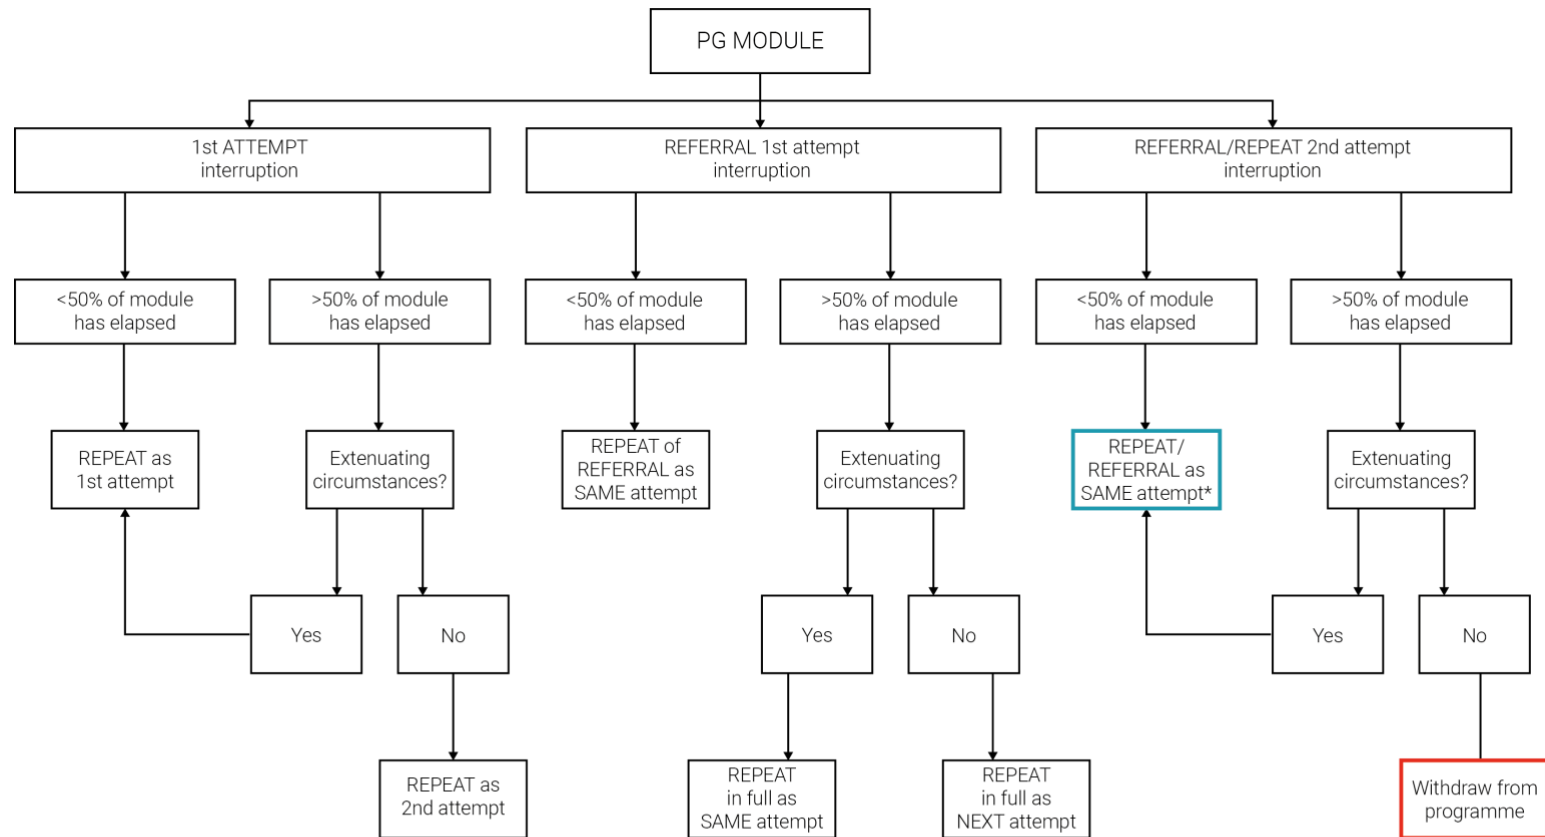 PG MODULE
1st ATTEMPT
interruption
REFERRAL 1st attempt
interruption
REFERRAL/REPEAT 2nd attempt
interruption
<50% of module
has elapsed
>50% of module
has elapsed
<50% of module
has elapsed
>50% of module
has elapsed
<50% of module
has elapsed
>50% of module
has elapsed
REPEAT as
1st attempt
Extenuating
circumstances?
REPEAT of
REFERRAL as
SAME attempt
Extenuating
circumstances?
REPEAT/
REFERRAL as
SAME attempt*
Extenuating
circumstances?
Yes
No
Yes
No
Yes
No
REPEAT as
2nd attempt
REPEAT
in full as
SAME attempt
REPEAT
in full as
NEXT attempt
Withdraw from
programme